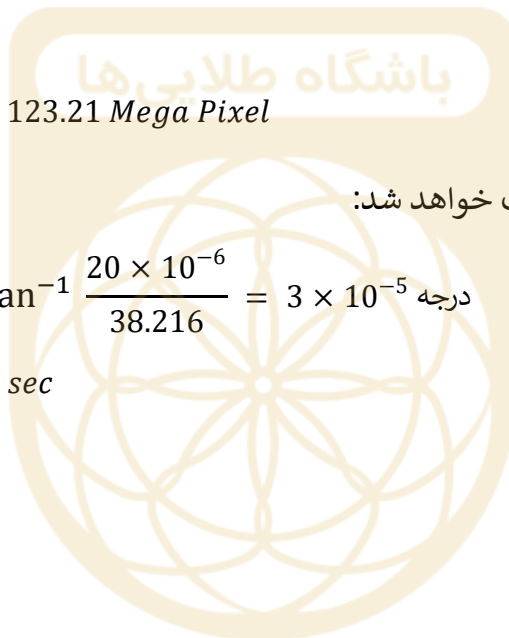 باشگاه طلایی‌ها
123.21 Mega Pixel
خواهد شد:
an⁻¹ 20 × 10⁻⁶ / 38.216 = 3 × 10⁻⁵ درجه
sec